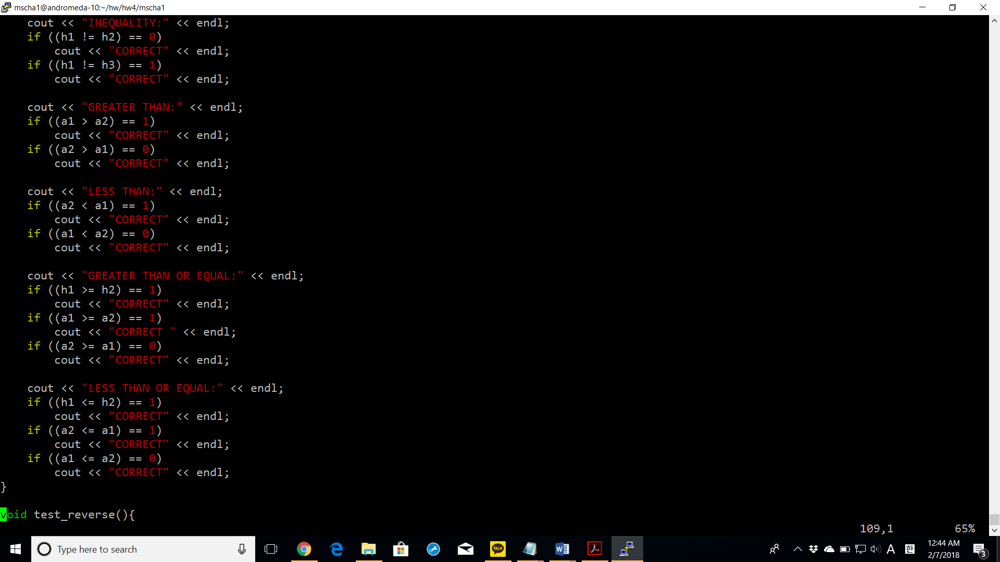 mscha1@andromeda-10:~/hw/hw4/mscha1
    cout << "INEQUALITY:" << endl;
    if ((h1 != h2) == 0)
        cout << "CORRECT" << endl;
    if ((h1 != h3) == 1)
        cout << "CORRECT" << endl;

    cout << "GREATER THAN:" << endl;
    if ((a1 > a2) == 1)
        cout << "CORRECT" << endl;
    if ((a2 > a1) == 0)
        cout << "CORRECT" << endl;

    cout << "LESS THAN:" << endl;
    if ((a2 < a1) == 1)
        cout << "CORRECT" << endl;
    if ((a1 < a2) == 0)
        cout << "CORRECT" << endl;

    cout << "GREATER THAN OR EQUAL:" << endl;
    if ((h1 >= h2) == 1)
        cout << "CORRECT" << endl;
    if ((a1 >= a2) == 1)
        cout << "CORRECT " << endl;
    if ((a2 >= a1) == 0)
        cout << "CORRECT" << endl;

    cout << "LESS THAN OR EQUAL:" << endl;
    if ((h1 <= h2) == 1)
        cout << "CORRECT" << endl;
    if ((a2 <= a1) == 1)
        cout << "CORRECT" << endl;
    if ((a1 <= a2) == 0)
        cout << "CORRECT" << endl;
}

void test_reverse(){
109,1 65%
Type here to search
TALK
A 한
12:44 AM
2/7/2018
3